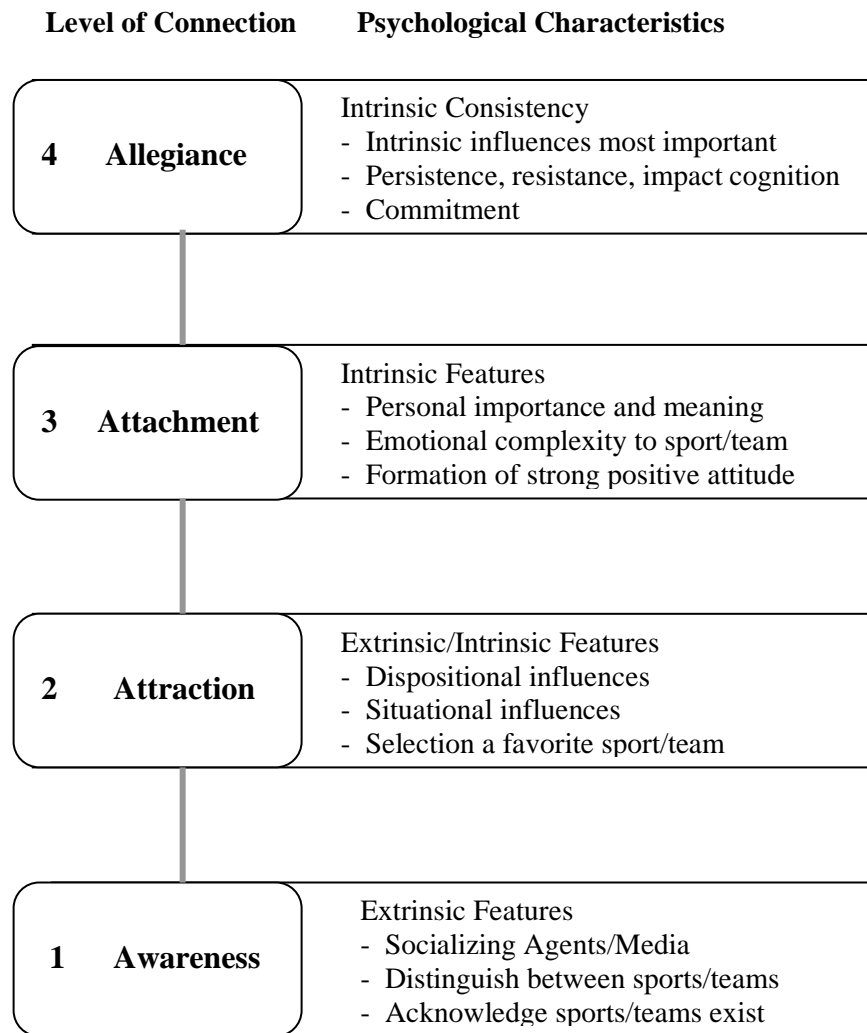 Level of Connection Psychological Characteristics
4 Allegiance
Intrinsic Consistency
- Intrinsic influences most important
- Persistence, resistance, impact cognition
- Commitment
3 Attachment
Intrinsic Features
- Personal importance and meaning
- Emotional complexity to sport/team
- Formation of strong positive attitude
2 Attraction
Extrinsic/Intrinsic Features
- Dispositional influences
- Situational influences
- Selection a favorite sport/team
1 Awareness
Extrinsic Features
- Socializing Agents/Media
- Distinguish between sports/teams
- Acknowledge sports/teams exist